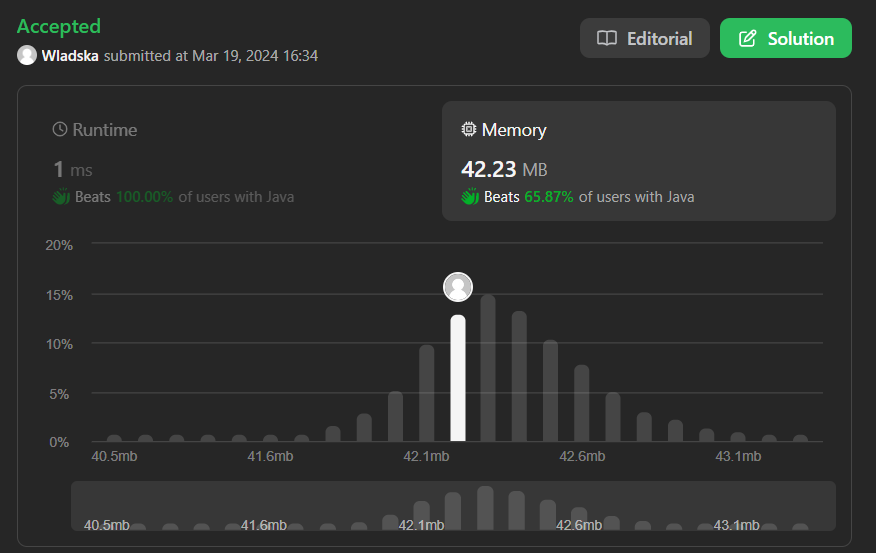 Accepted
Wladska submitted at Mar 19, 2024 16:34
Editorial
Solution
Runtime
1 ms
Beats 100.00% of users with Java
Memory
42.23 MB
Beats 65.87% of users with Java
20%
15%
10%
5%
0%
40.5mb 41.6mb 42.1mb 42.6mb 43.1mb
40.5mb 41.6mb 42.1mb 42.6mb 43.1mb